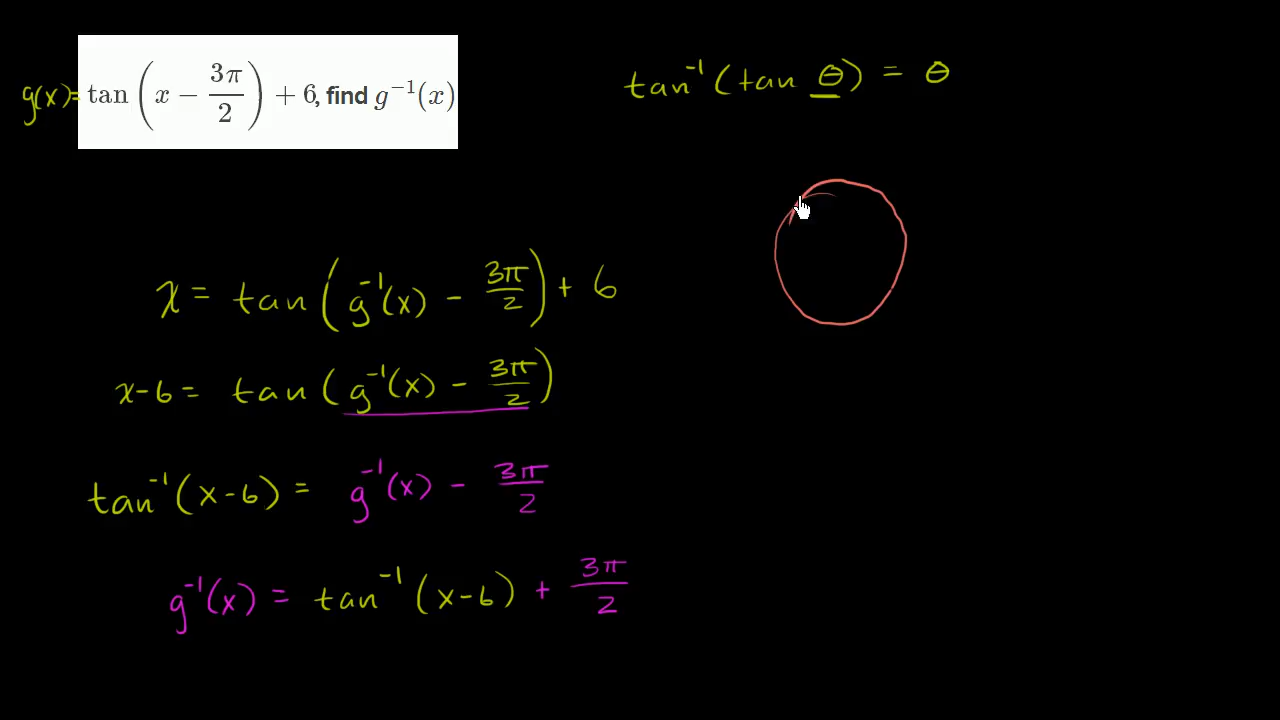 g(x)= tan(x − 3π/2) + 6, find g⁻¹(x)
tan⁻¹(tan θ) = θ
x = tan(g⁻¹(x) − 3π/2) + 6
x−6 = tan(g⁻¹(x) − 3π/2)
tan⁻¹(x−6) = g⁻¹(x) − 3π/2
g⁻¹(x) = tan⁻¹(x−6) + 3π/2